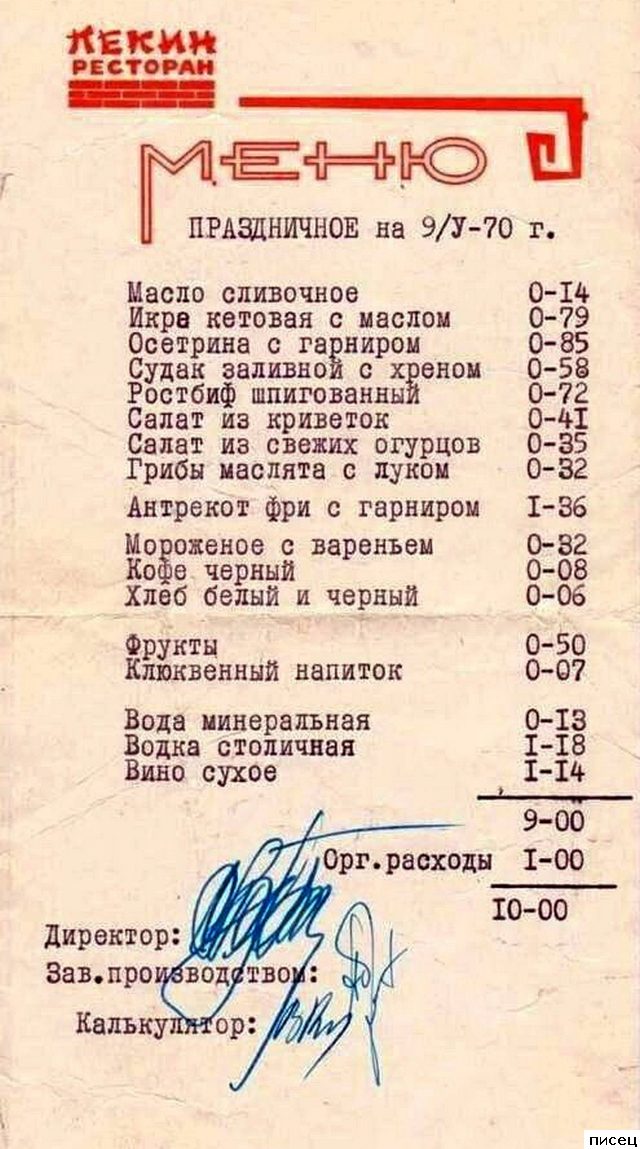 ПЕКИН
РЕСТОРАН
МЕНЮ
ПРАЗДНИЧНОЕ на 9/У-70 г.
Масло сливочное 0-I4
Икра кетовая с маслом 0-79
Осетрина с гарниром 0-85
Судак заливной с хреном 0-58
Ростбиф шпигованный 0-72
Салат из криветок 0-4I
Салат из свежих огурцов 0-35
Грибы маслята с луком 0-32
Антрекот фри с гарниром I-36
Мороженое с вареньем 0-32
Кофе черный 0-08
Хлеб белый и черный 0-06
Фрукты 0-50
Клюквенный напиток 0-07
Вода минеральная 0-I3
Водка столичная I-I8
Вино сухое I-I4
9-00
Орг.расходы I-00
I0-00
Директор:
Зав.производством:
Калькулятор:
писец